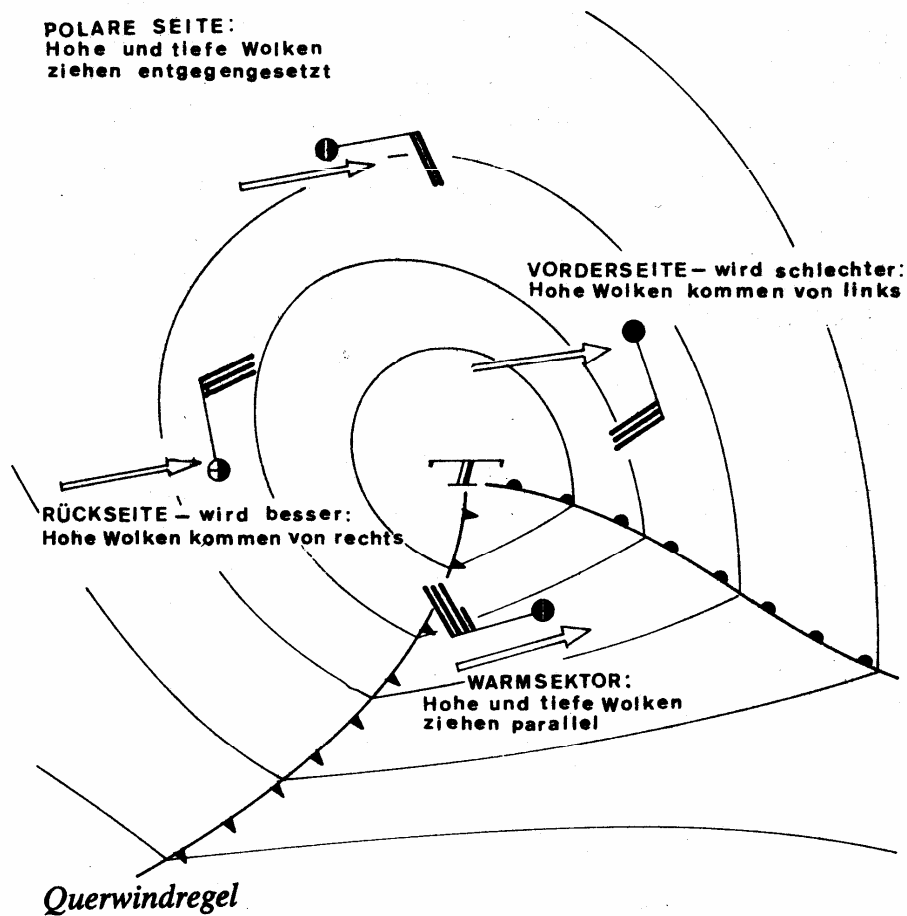 POLARE SEITE:
Hohe und tiefe Wolken
ziehen entgegengesetzt
VORDERSEITE – wird schlechter:
Hohe Wolken kommen von links
T
RÜCKSEITE – wird besser:
Hohe Wolken kommen von rechts
WARMSEKTOR:
Hohe und tiefe Wolken
ziehen parallel
Querwindregel